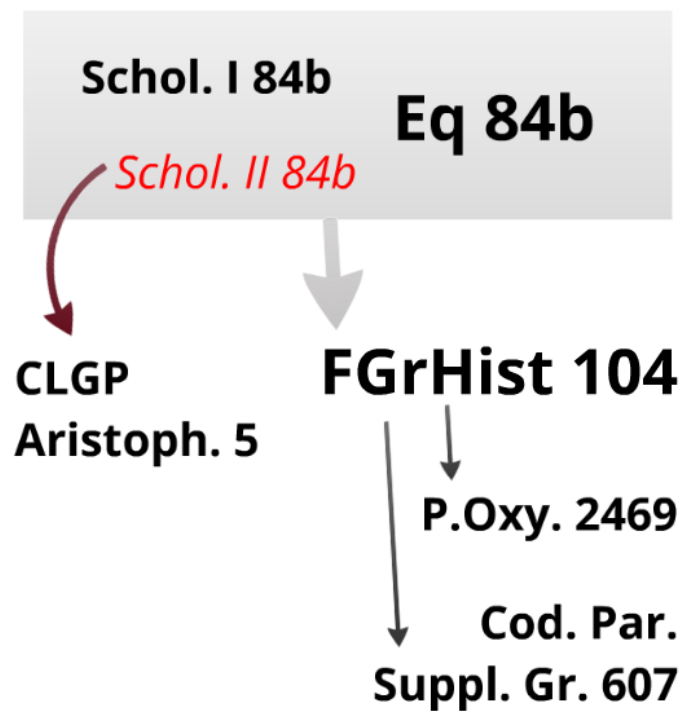 Schol. I 84b
Eq 84b
Schol. II 84b
CLGP
Aristoph. 5
FGrHist 104
P.Oxy. 2469
Cod. Par.
Suppl. Gr. 607